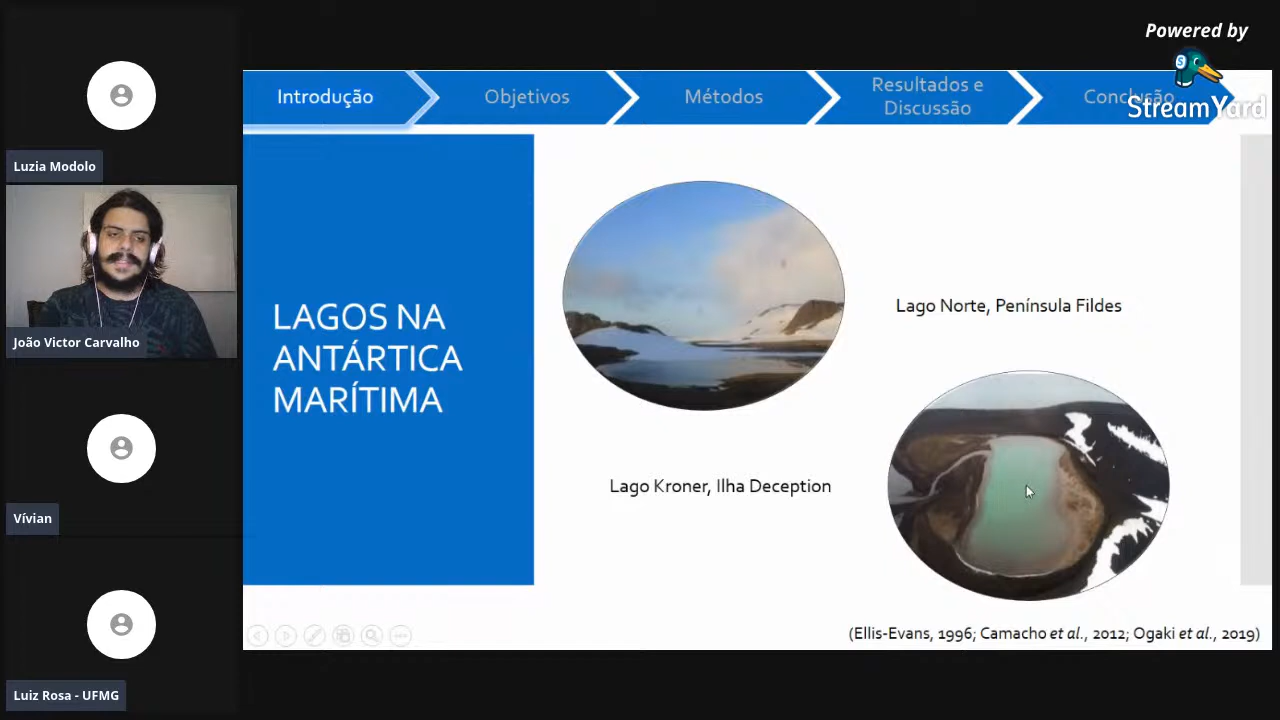 Powered by
StreamYard
Introdução
Objetivos
Métodos
Resultados e
Discussão
Conclusão
Luzia Modolo
João Victor Carvalho
Vívian
Luiz Rosa - UFMG
LAGOS NA
ANTÁRTICA
MARÍTIMA
Lago Norte, Península Fildes
Lago Kroner, Ilha Deception
(Ellis-Evans, 1996; Camacho et al., 2012; Ogaki et al., 2019)